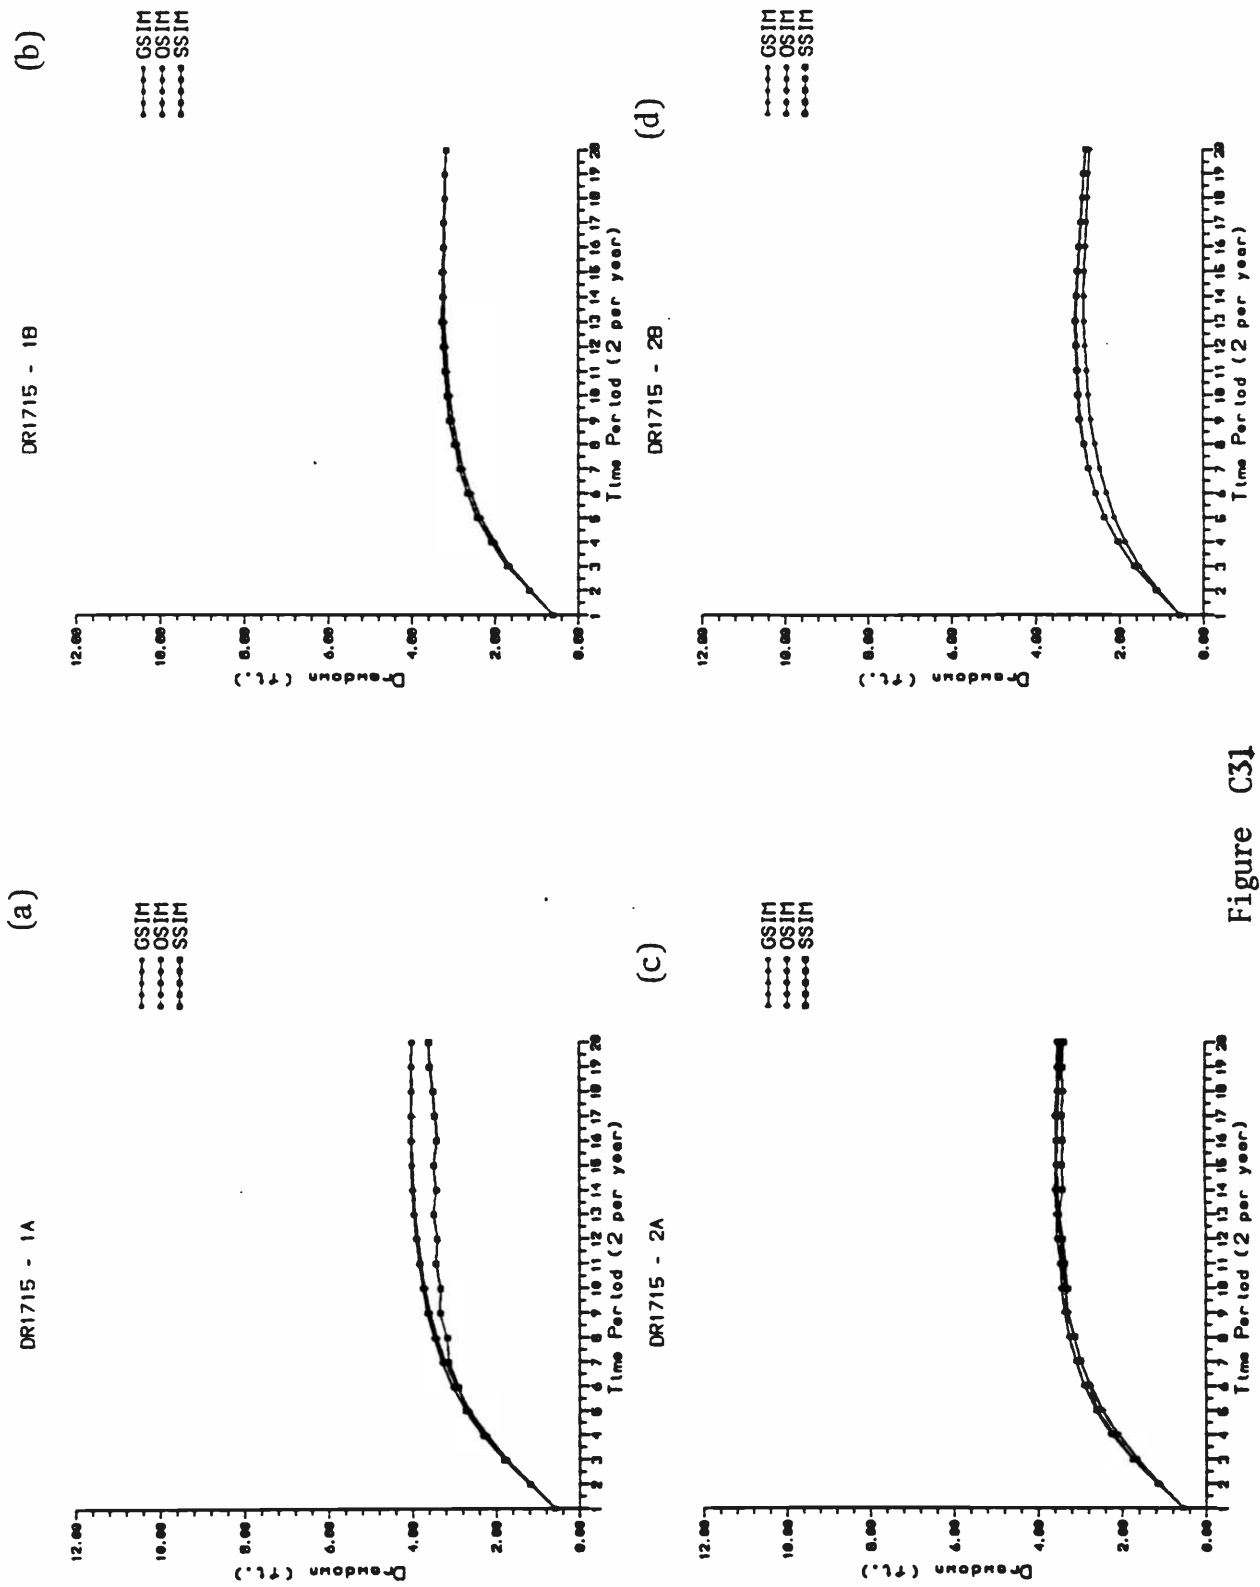 (a)
DR1715 - 1A
GSIM
OSIM
SSIM
Drawdown (ft.)
12.00
10.00
8.00
6.00
4.00
2.00
0.00
1 2 3 4 5 6 7 8 9 10 11 12 13 14 15 16 17 18 19 20
Time Period (2 per year)
(b)
DR1715 - 1B
GSIM
OSIM
SSIM
Drawdown (ft.)
12.00
10.00
8.00
6.00
4.00
2.00
0.00
1 2 3 4 5 6 7 8 9 10 11 12 13 14 15 16 17 18 19 20
Time Period (2 per year)
(c)
DR1715 - 2A
GSIM
OSIM
SSIM
Drawdown (ft.)
12.00
10.00
8.00
6.00
4.00
2.00
0.00
1 2 3 4 5 6 7 8 9 10 11 12 13 14 15 16 17 18 19 20
Time Period (2 per year)
(d)
DR1715 - 2B
GSIM
OSIM
SSIM
Drawdown (ft.)
12.00
10.00
8.00
6.00
4.00
2.00
0.00
1 2 3 4 5 6 7 8 9 10 11 12 13 14 15 16 17 18 19 20
Time Period (2 per year)
Figure C31